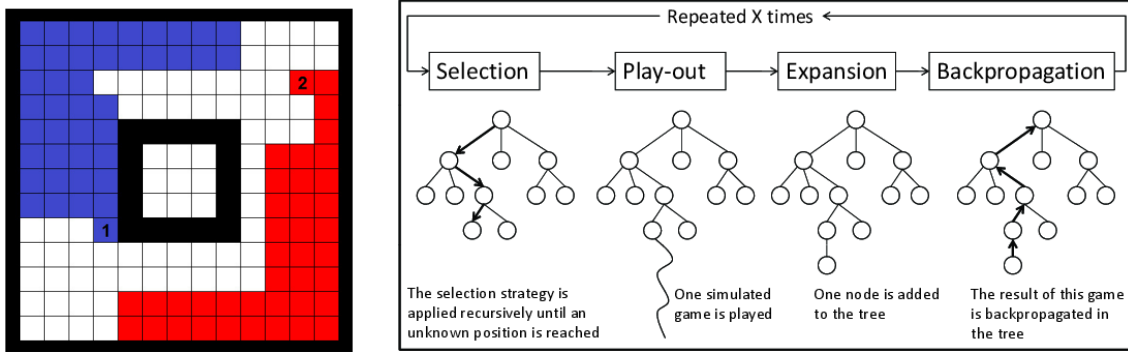 2
1
Repeated X times
Selection
Play-out
Expansion
Backpropagation
The selection strategy is
applied recursively until an
unknown position is reached
One simulated
game is played
One node is added
to the tree
The result of this game
is backpropagated in
the tree